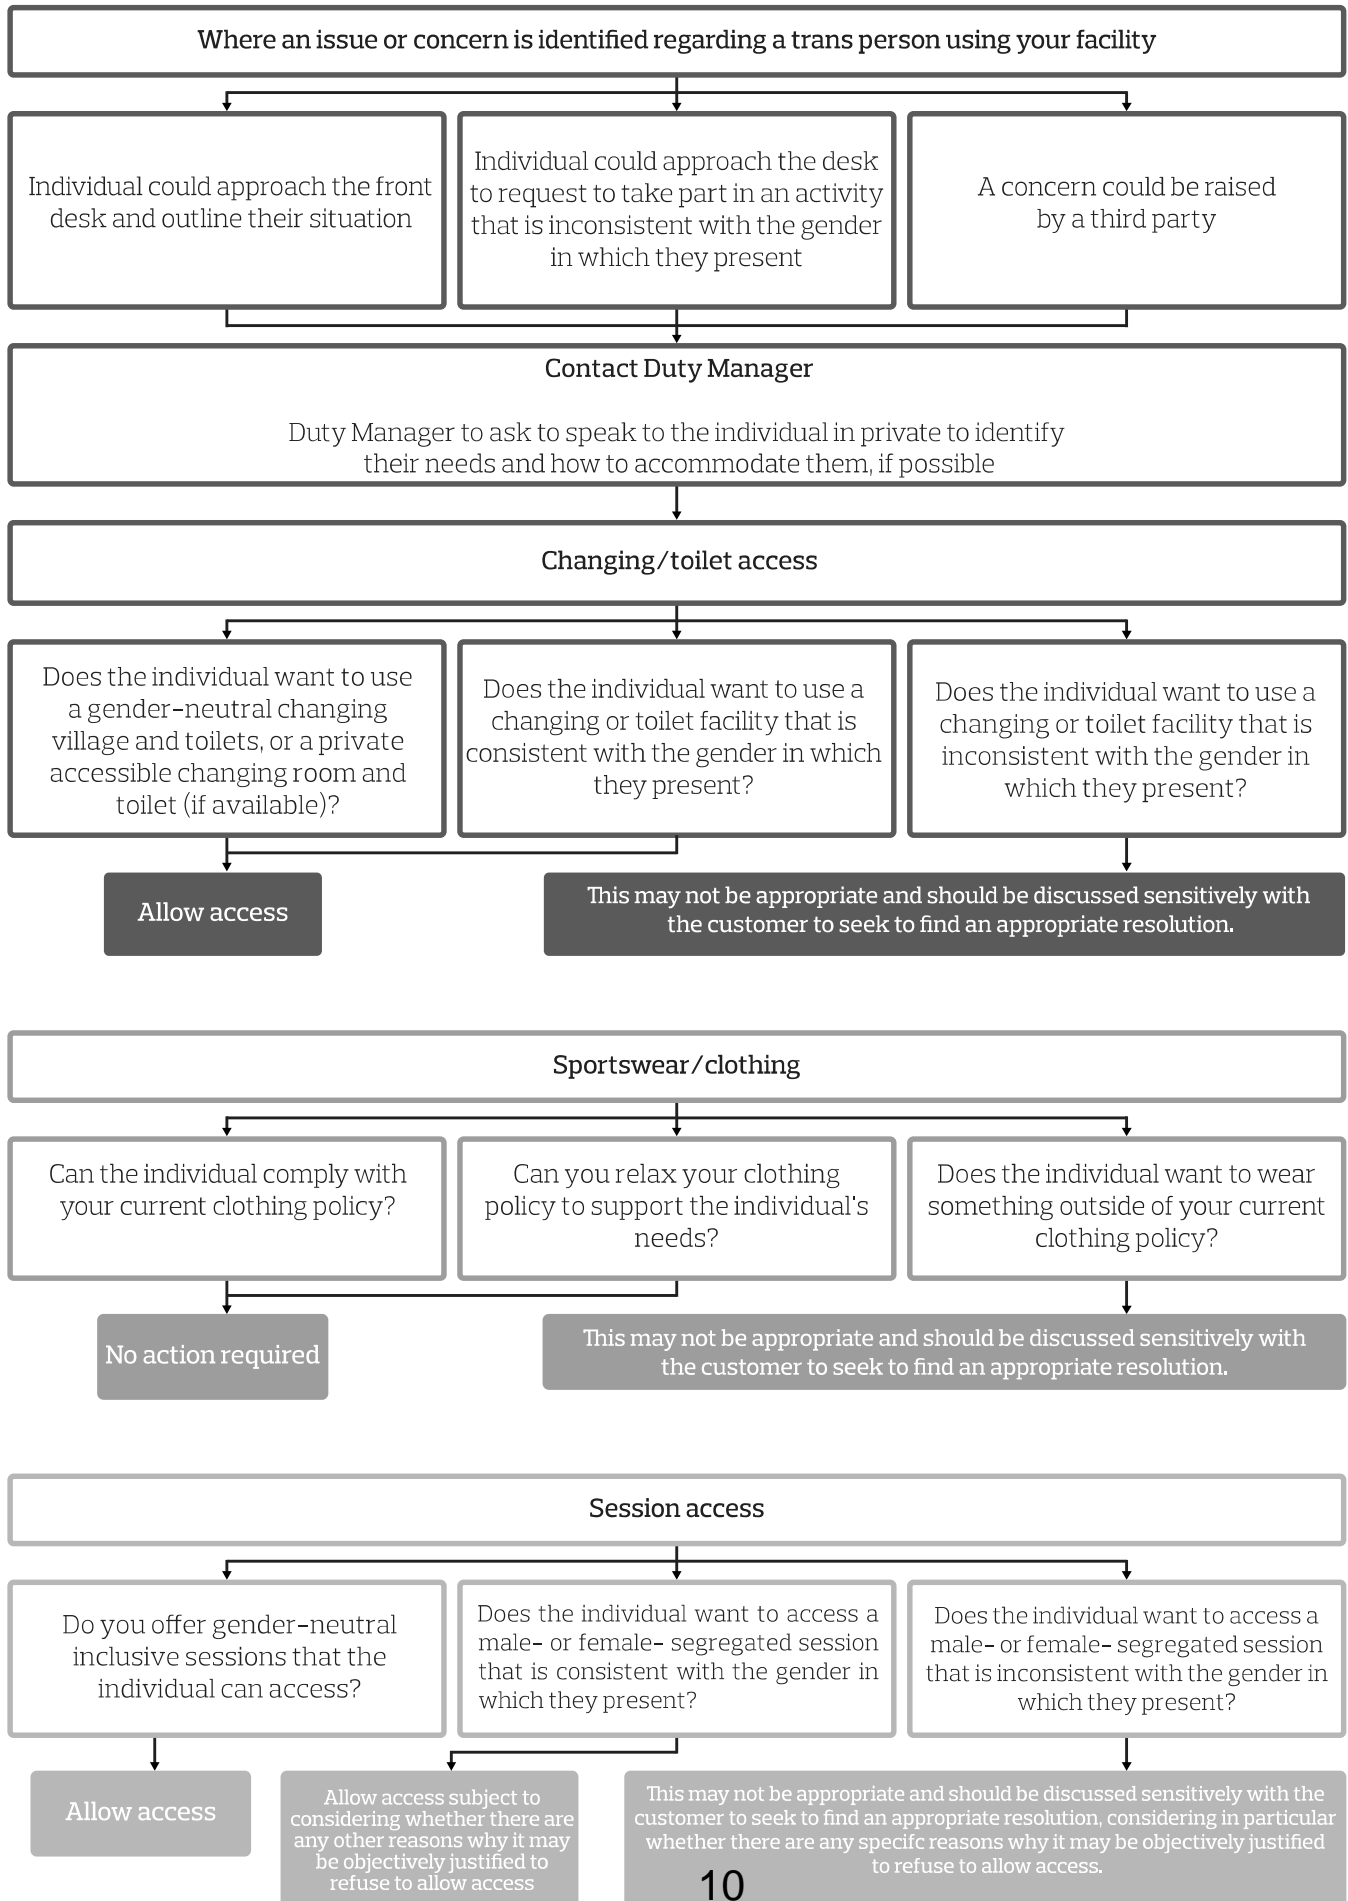 Where an issue or concern is identified regarding a trans person using your facility
Individual could approach the front
desk and outline their situation
Individual could approach the desk
to request to take part in an activity
that is inconsistent with the gender
in which they present
A concern could be raised
by a third party
Contact Duty Manager
Duty Manager to ask to speak to the individual in private to identify
their needs and how to accommodate them, if possible
Changing/toilet access
Does the individual want to use
a gender-neutral changing
village and toilets, or a private
accessible changing room and
toilet (if available)?
Does the individual want to use a
changing or toilet facility that is
consistent with the gender in which
they present?
Does the individual want to use a
changing or toilet facility that is
inconsistent with the gender in
which they present?
Allow access
This may not be appropriate and should be discussed sensitively with
the customer to seek to find an appropriate resolution.
Sportswear/clothing
Can the individual comply with
your current clothing policy?
Can you relax your clothing
policy to support the individual's
needs?
Does the individual want to wear
something outside of your current
clothing policy?
No action required
This may not be appropriate and should be discussed sensitively with
the customer to seek to find an appropriate resolution.
Session access
Do you offer gender-neutral
inclusive sessions that the
individual can access?
Does the individual want to access a
male- or female- segregated session
that is consistent with the gender in
which they present?
Does the individual want to access a
male- or female- segregated session
that is inconsistent with the gender in
which they present?
Allow access
Allow access subject to
considering whether there are
any other reasons why it may
be objectively justified to
refuse to allow access
This may not be appropriate and should be discussed sensitively with the
customer to seek to find an appropriate resolution, considering in particular
whether there are any specifc reasons why it may be objectively justified
to refuse to allow access.
10